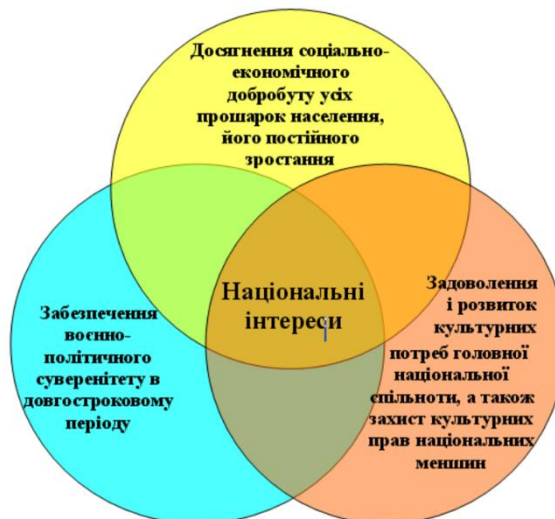 Досягнення соціально-
економічного
добробуту усіх
прошарок населення,
його постійного
зростання
Національні
інтереси
Забезпечення
воєнно-
політичного
суверенітету в
довгостроковому
періоду
Задоволення
і розвиток
культурних
потреб головної
національної
спільноти, а також
захист культурних
прав національних
меншин